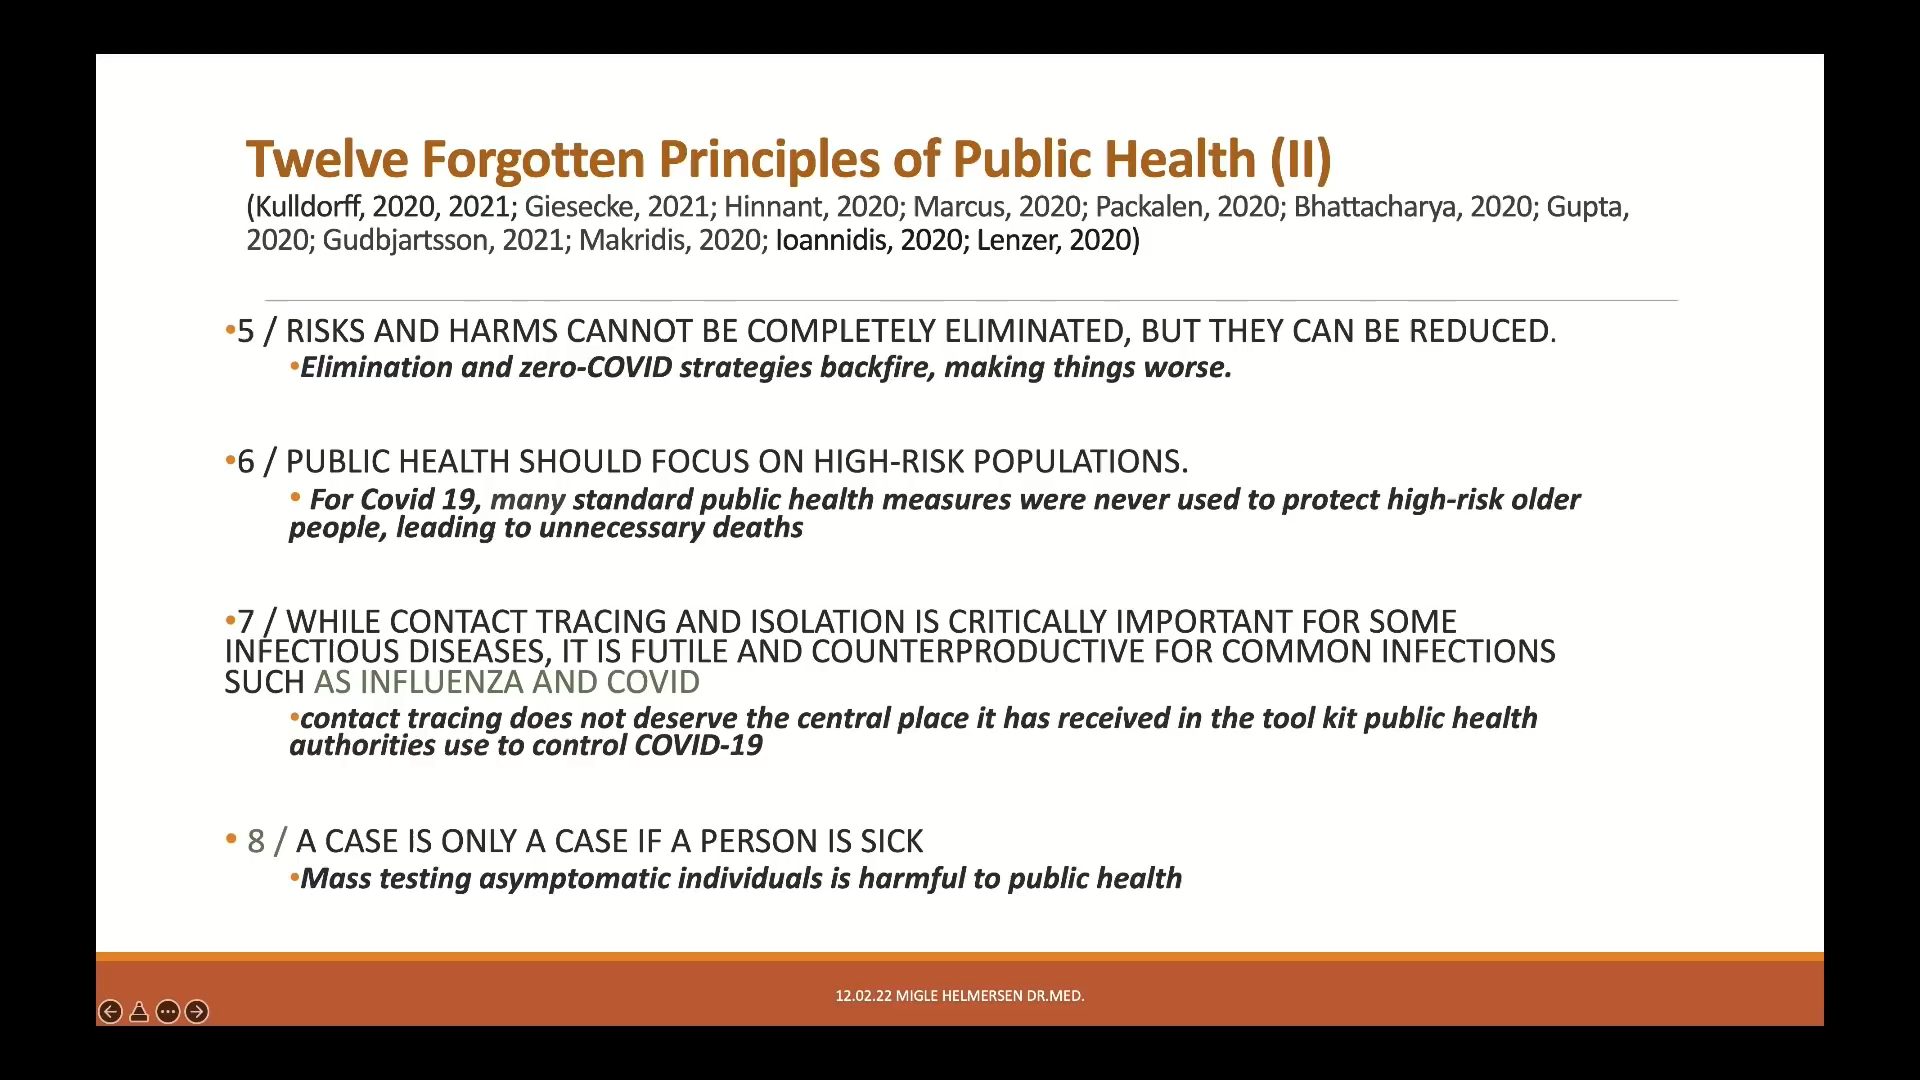 Twelve Forgotten Principles of Public Health (II)
(Kulldorff, 2020, 2021; Giesecke, 2021; Hinnant, 2020; Marcus, 2020; Packalen, 2020; Bhattacharya, 2020; Gupta,
2020; Gudbjartsson, 2021; Makridis, 2020; Ioannidis, 2020; Lenzer, 2020)
•5 / RISKS AND HARMS CANNOT BE COMPLETELY ELIMINATED, BUT THEY CAN BE REDUCED.
•Elimination and zero-COVID strategies backfire, making things worse.
•6 / PUBLIC HEALTH SHOULD FOCUS ON HIGH-RISK POPULATIONS.
• For Covid 19, many standard public health measures were never used to protect high-risk older
people, leading to unnecessary deaths
•7 / WHILE CONTACT TRACING AND ISOLATION IS CRITICALLY IMPORTANT FOR SOME
INFECTIOUS DISEASES, IT IS FUTILE AND COUNTERPRODUCTIVE FOR COMMON INFECTIONS
SUCH AS INFLUENZA AND COVID
•contact tracing does not deserve the central place it has received in the tool kit public health
authorities use to control COVID-19
• 8 / A CASE IS ONLY A CASE IF A PERSON IS SICK
•Mass testing asymptomatic individuals is harmful to public health
12.02.22 MIGLE HELMERSEN DR.MED.